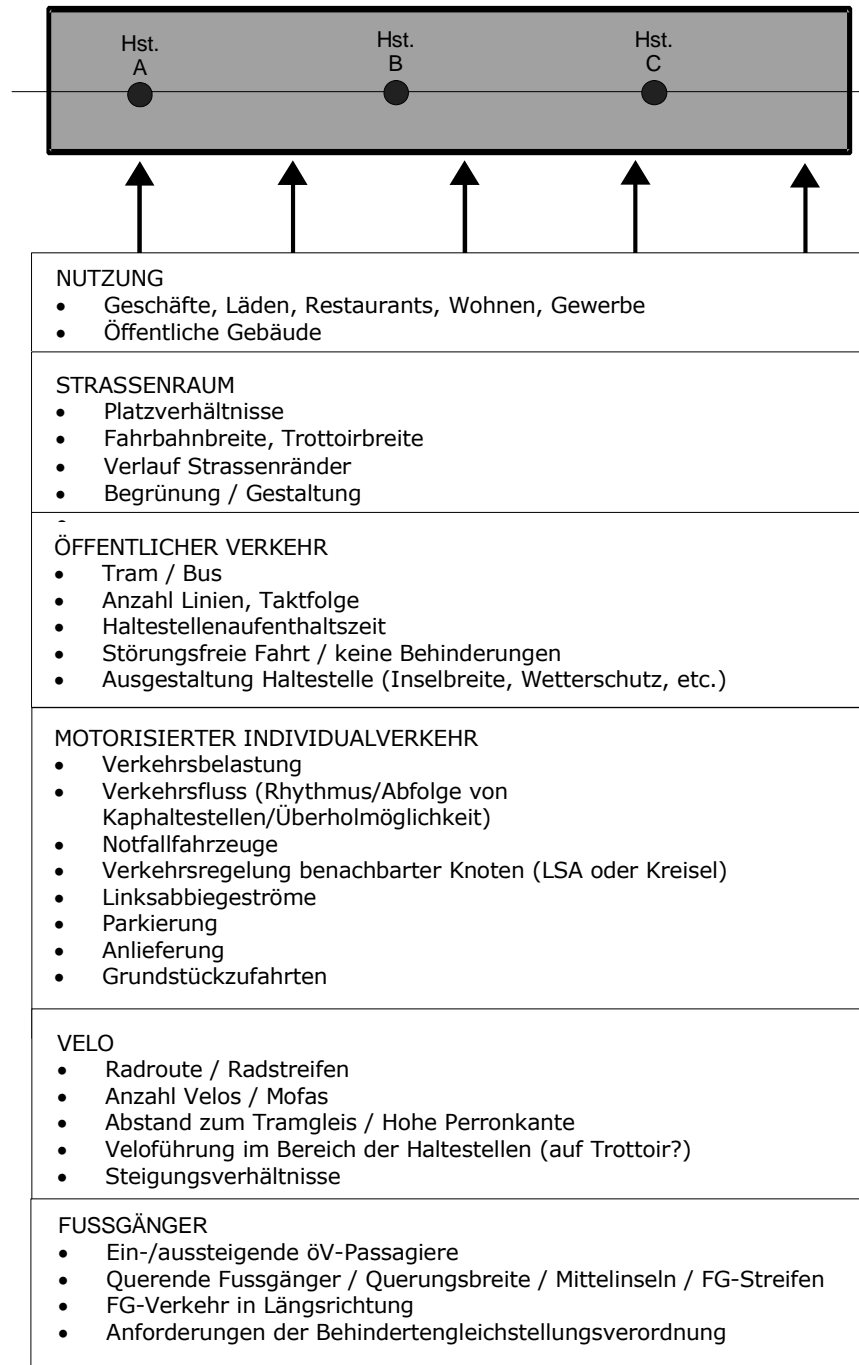 Hst.
A
Hst.
B
Hst.
C
NUTZUNG
• Geschäfte, Läden, Restaurants, Wohnen, Gewerbe
• Öffentliche Gebäude
STRASSENRAUM
• Platzverhältnisse
• Fahrbahnbreite, Trottoirbreite
• Verlauf Strassenränder
• Begrünung / Gestaltung
•
ÖFFENTLICHER VERKEHR
• Tram / Bus
• Anzahl Linien, Taktfolge
• Haltestellenaufenthaltszeit
• Störungsfreie Fahrt / keine Behinderungen
• Ausgestaltung Haltestelle (Inselbreite, Wetterschutz, etc.)
MOTORISIERTER INDIVIDUALVERKEHR
• Verkehrsbelastung
• Verkehrsfluss (Rhythmus/Abfolge von
Kaphaltestellen/Überholmöglichkeit)
• Notfallfahrzeuge
• Verkehrsregelung benachbarter Knoten (LSA oder Kreisel)
• Linksabbiegeströme
• Parkierung
• Anlieferung
• Grundstückzufahrten
VELO
• Radroute / Radstreifen
• Anzahl Velos / Mofas
• Abstand zum Tramgleis / Hohe Perronkante
• Veloführung im Bereich der Haltestellen (auf Trottoir?)
• Steigungsverhältnisse
FUSSGÄNGER
• Ein-/aussteigende öV-Passagiere
• Querende Fussgänger / Querungsbreite / Mittelinseln / FG-Streifen
• FG-Verkehr in Längsrichtung
• Anforderungen der Behindertengleichstellungsverordnung